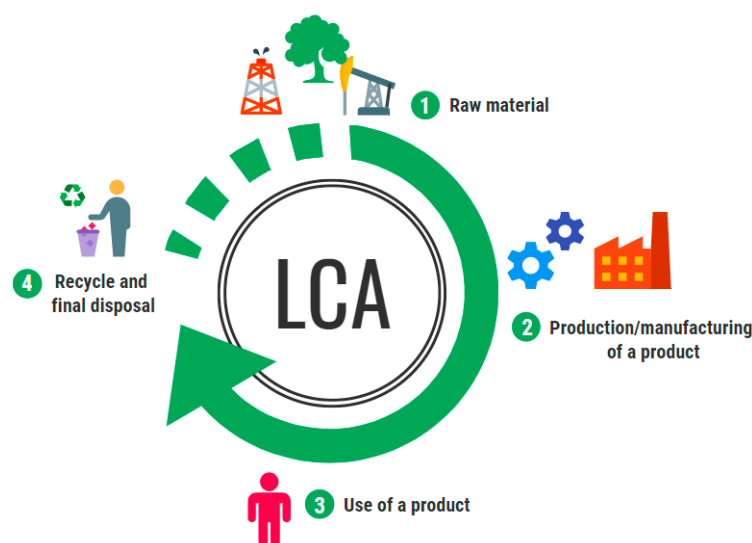 1 Raw material
2 Production/manufacturing
of a product
3 Use of a product
4 Recycle and
final disposal
LCA